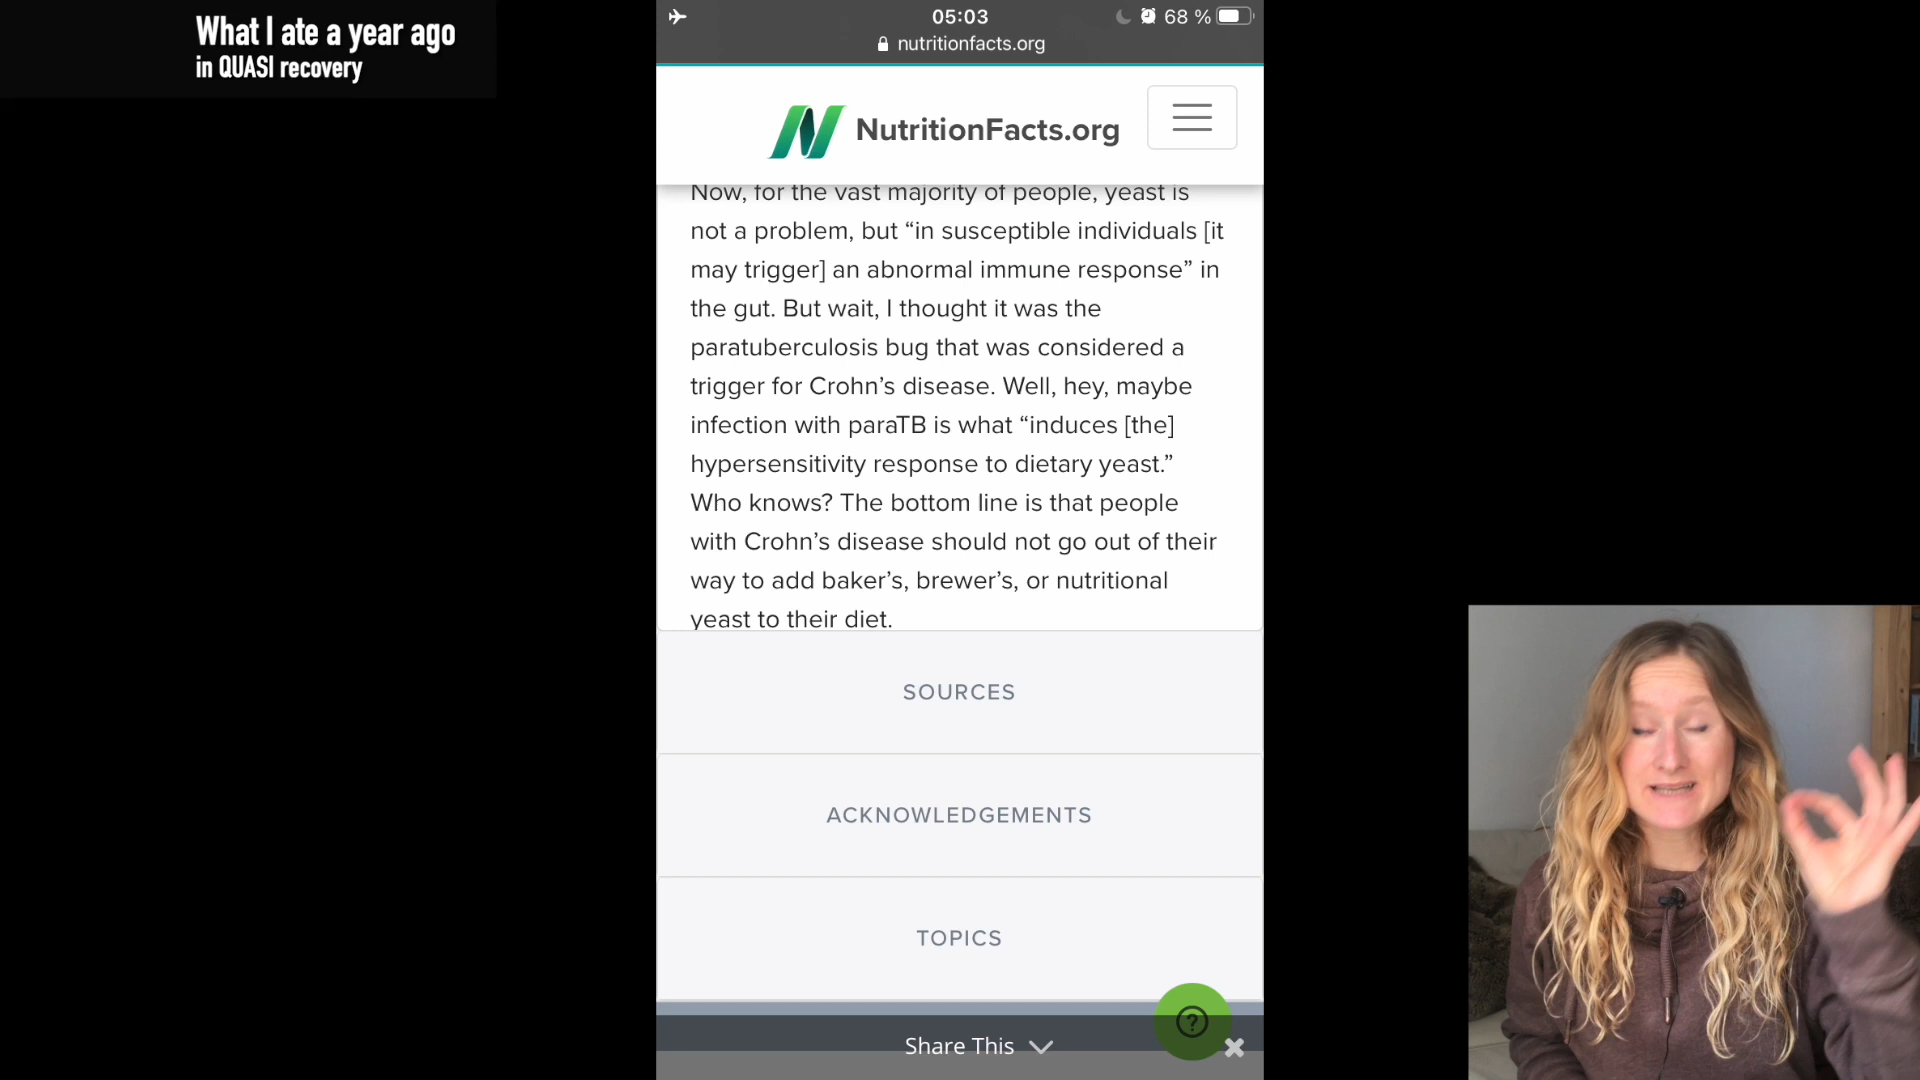 What I ate a year ago
in QUASI recovery
05:03
68 %
nutritionfacts.org
NutritionFacts.org
Now, for the vast majority of people, yeast is
not a problem, but “in susceptible individuals [it
may trigger] an abnormal immune response” in
the gut. But wait, I thought it was the
paratuberculosis bug that was considered a
trigger for Crohn’s disease. Well, hey, maybe
infection with paraTB is what “induces [the]
hypersensitivity response to dietary yeast.”
Who knows? The bottom line is that people
with Crohn’s disease should not go out of their
way to add baker’s, brewer’s, or nutritional
yeast to their diet.
SOURCES
ACKNOWLEDGEMENTS
TOPICS
Share This